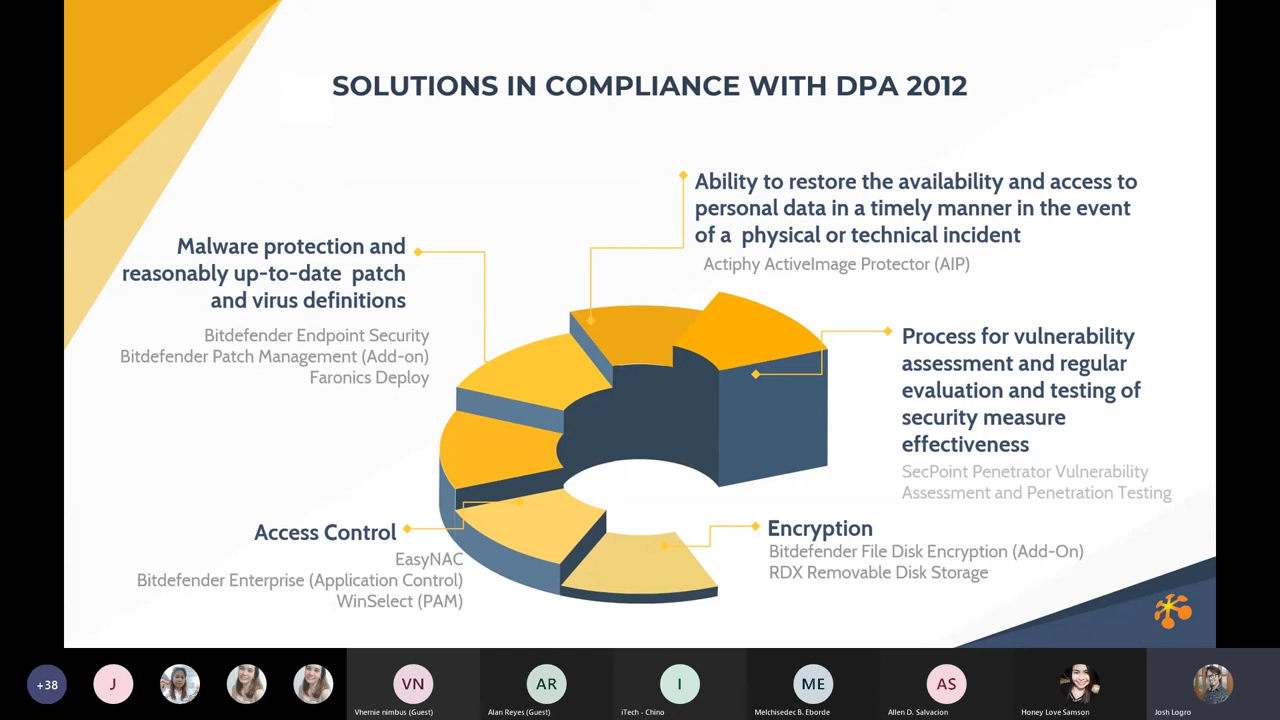 SOLUTIONS IN COMPLIANCE WITH DPA 2012
Ability to restore the availability and access to
personal data in a timely manner in the event
of a physical or technical incident
Actiphy ActiveImage Protector (AIP)
Malware protection and
reasonably up-to-date patch
and virus definitions
Bitdefender Endpoint Security
Bitdefender Patch Management (Add-on)
Faronics Deploy
Process for vulnerability
assessment and regular
evaluation and testing of
security measure
effectiveness
SecPoint Penetrator Vulnerability
Assessment and Penetration Testing
Access Control
EasyNAC
Bitdefender Enterprise (Application Control)
WinSelect (PAM)
Encryption
Bitdefender File Disk Encryption (Add-On)
RDX Removable Disk Storage
+38
J
VN
AR
I
ME
AS
Vhernie nimbus (Guest)
Alan Reyes (Guest)
iTech - Chino
Melchisedec B. Eborde
Allen D. Salvacion
Honey Love Samson
Josh Logro